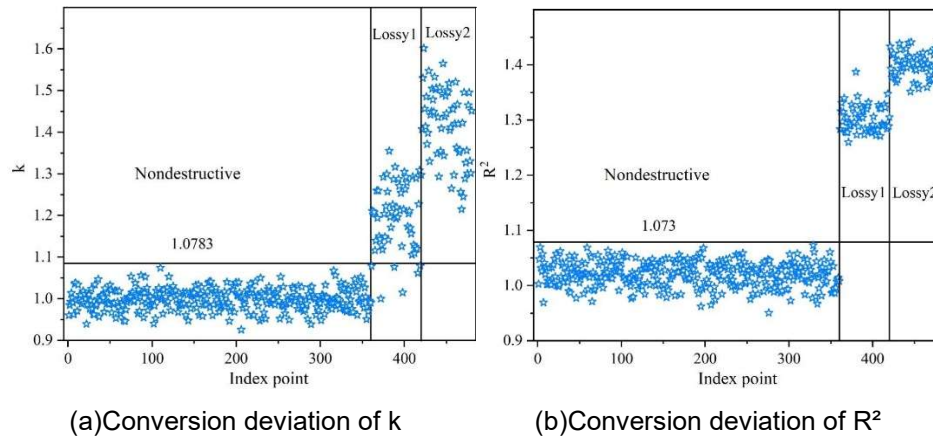 1.6
1.5
1.4
1.3
1.2
1.1
1.0
0.9
k
Lossy1
Lossy2
Nondestructive
1.0783
0
100
200
300
400
Index point
(a)Conversion deviation of k
1.4
1.3
1.2
1.1
1.0
0.9
R²
Nondestructive
Lossy1
Lossy2
1.073
0
100
200
300
400
Index point
(b)Conversion deviation of R²